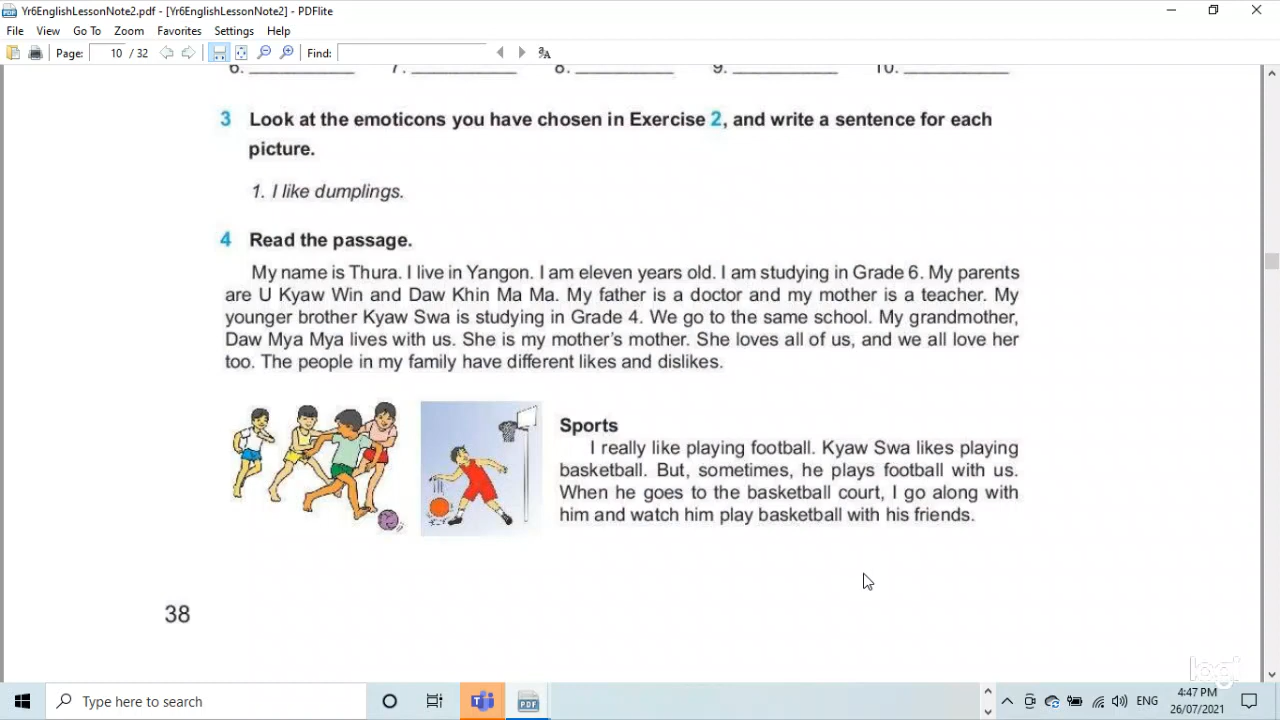 Yr6EnglishLessonNote2.pdf - [Yr6EnglishLessonNote2] - PDFlite
File View Go To Zoom Favorites Settings Help
Page: 10 / 32 Find:
6. 7. 8. 9. 10.
3 Look at the emoticons you have chosen in Exercise 2, and write a sentence for each
picture.
1. I like dumplings.
4 Read the passage.
My name is Thura. I live in Yangon. I am eleven years old. I am studying in Grade 6. My parents
are U Kyaw Win and Daw Khin Ma Ma. My father is a doctor and my mother is a teacher. My
younger brother Kyaw Swa is studying in Grade 4. We go to the same school. My grandmother,
Daw Mya Mya lives with us. She is my mother's mother. She loves all of us, and we all love her
too. The people in my family have different likes and dislikes.
Sports
I really like playing football. Kyaw Swa likes playing
basketball. But, sometimes, he plays football with us.
When he goes to the basketball court, I go along with
him and watch him play basketball with his friends.
38
logi
Type here to search
PDF
ENG
4:47 PM
26/07/2021